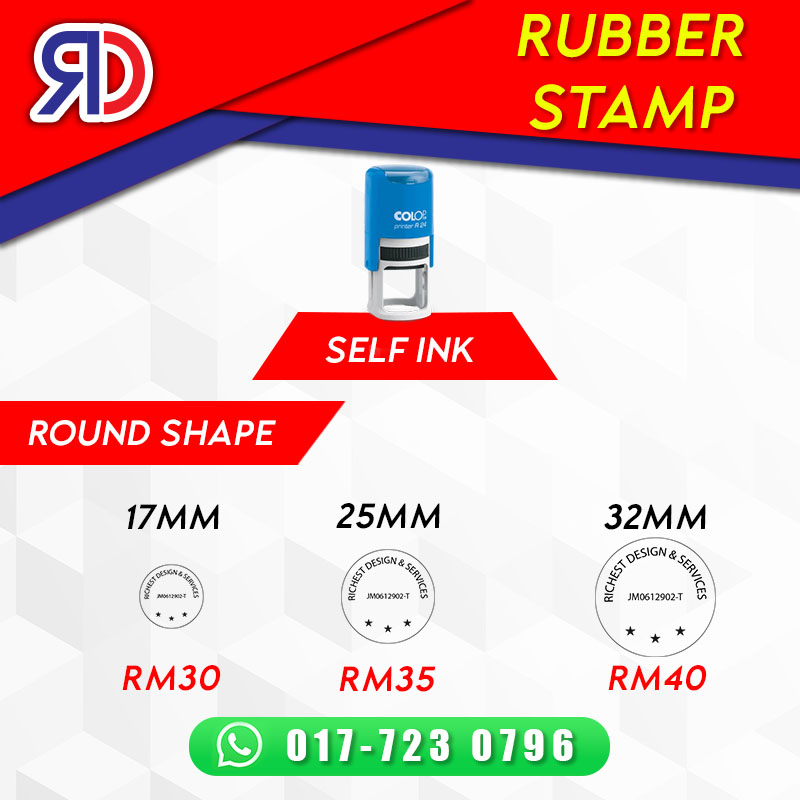 RD
RUBBER
STAMP
COLOP
printer R 24
SELF INK
ROUND SHAPE
17MM
25MM
32MM
RICHEST DESIGN & SERVICES
JM0612902-T
RICHEST DESIGN & SERVICES
JM0612902-T
RICHEST DESIGN & SERVICES
JM0612902-T
RM30
RM35
RM40
017-723 0796